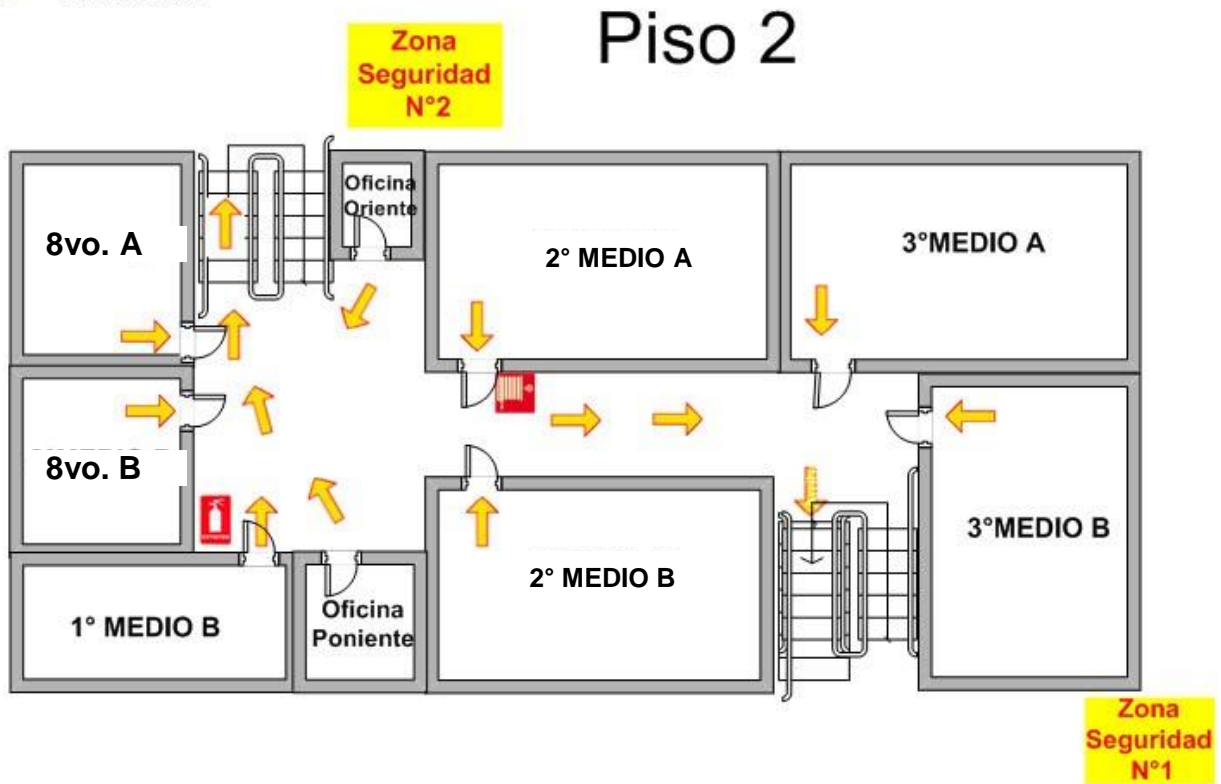 Piso 2
Zona
Seguridad
N°2
8vo. A
Oficina
Oriente
2° MEDIO A
3°MEDIO A
8vo. B
1° MEDIO B
Oficina
Poniente
2° MEDIO B
3°MEDIO B
Zona
Seguridad
N°1